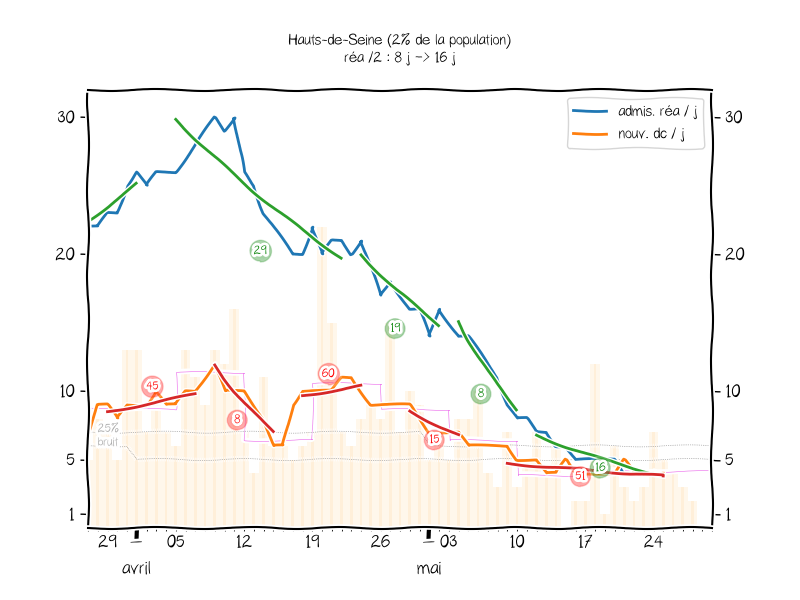 Hauts-de-Seine (2% de la population)
réa /2 : 8 j -> 16 j
admis. réa / j
nouv. dc / j
30
30
20
20
10
10
5
5
1
1
29
19
8
16
45
8
60
15
51
25%
bruit
29 05 12 19 26 03 10 17 24
avril mai